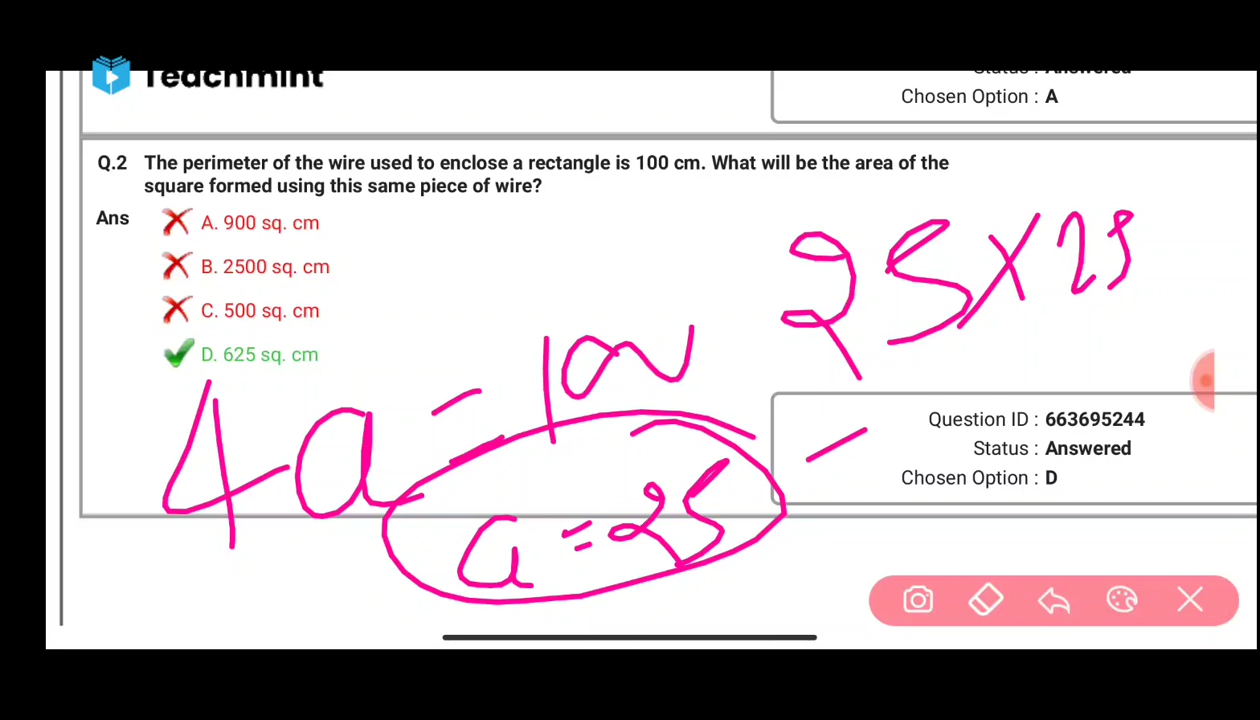 Teachmint
Status : Answered
Chosen Option : A
Q.2 The perimeter of the wire used to enclose a rectangle is 100 cm. What will be the area of the
square formed using this same piece of wire?
Ans A. 900 sq. cm
B. 2500 sq. cm
C. 500 sq. cm
D. 625 sq. cm
25×25
4a = 100
a = 25
Question ID : 663695244
Status : Answered
Chosen Option : D